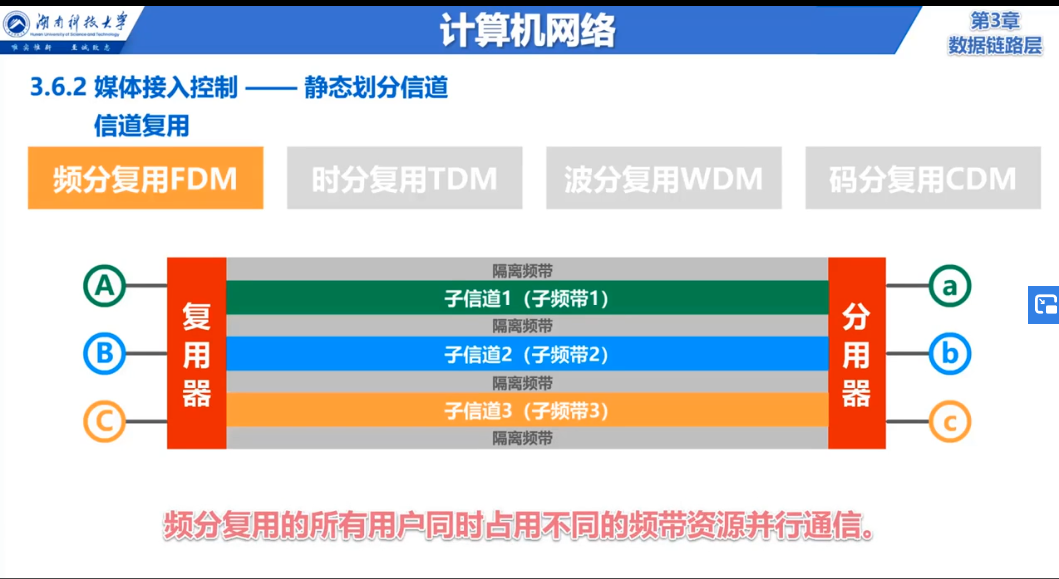 湖南科技大学
Hunan University of Science and Technology
唯实惟新 至诚致志
计算机网络
第3章
数据链路层
3.6.2 媒体接入控制 —— 静态划分信道
信道复用
频分复用FDM
时分复用TDM
波分复用WDM
码分复用CDM
隔离频带
A
a
子信道1（子频带1）
隔离频带
复用器
分用器
B
b
子信道2（子频带2）
隔离频带
子信道3（子频带3）
C
c
隔离频带
频分复用的所有用户同时占用不同的频带资源并行通信。